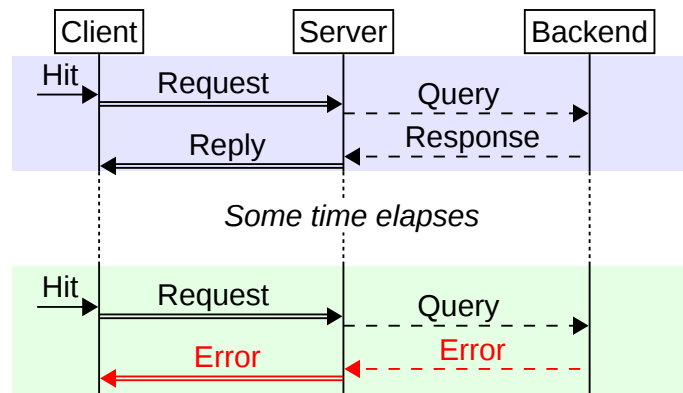 Client Server Backend
Hit
Request
Query
Response
Reply
Some time elapses
Hit
Request
Query
Error
Error